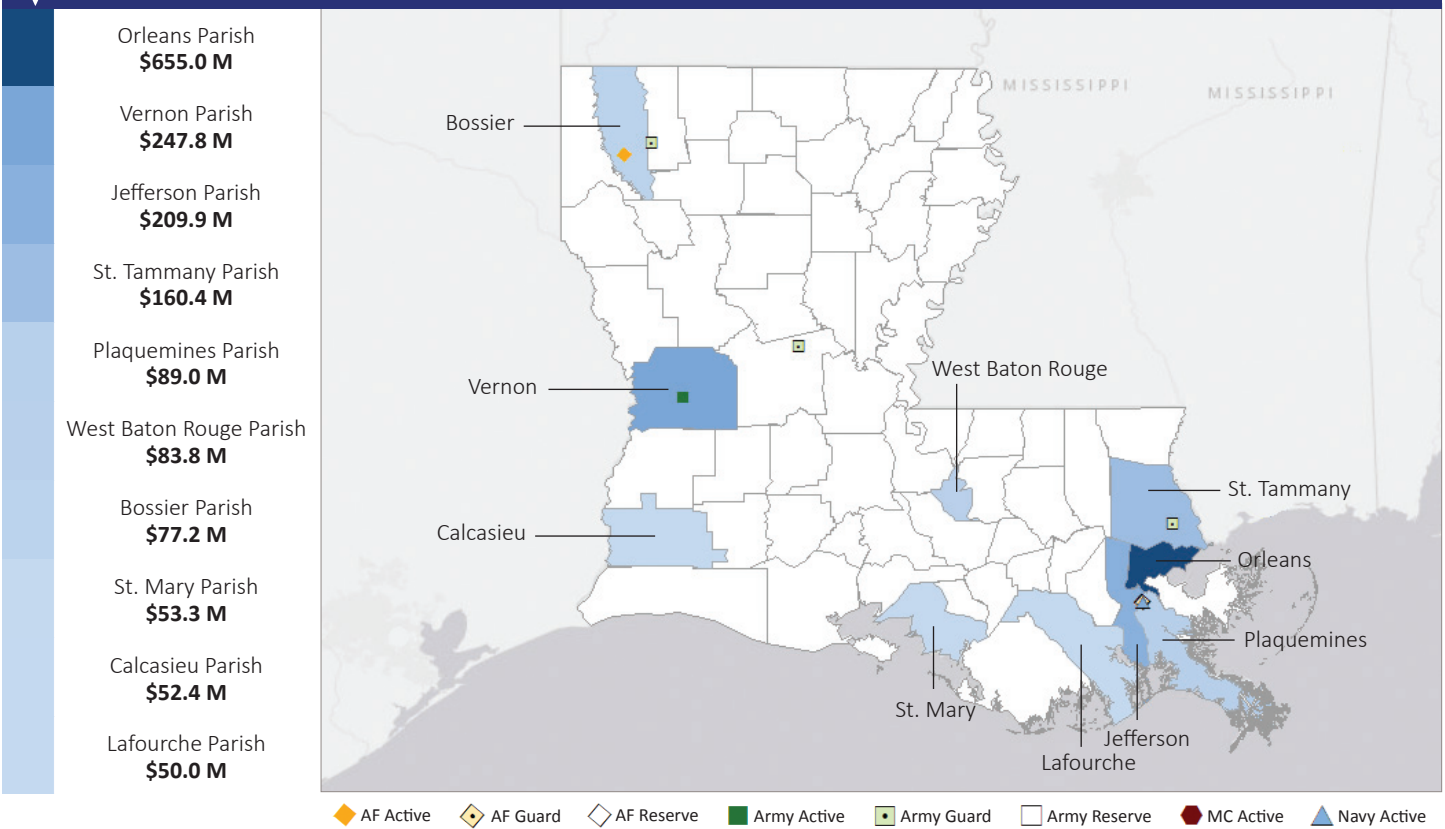 Orleans Parish
$655.0 M
Vernon Parish
$247.8 M
Jefferson Parish
$209.9 M
St. Tammany Parish
$160.4 M
Plaquemines Parish
$89.0 M
West Baton Rouge Parish
$83.8 M
Bossier Parish
$77.2 M
St. Mary Parish
$53.3 M
Calcasieu Parish
$52.4 M
Lafourche Parish
$50.0 M
MISSISSIPPI
MISSISSIPPI
Bossier
Vernon
West Baton Rouge
St. Tammany
Calcasieu
Orleans
Plaquemines
St. Mary
Jefferson
Lafourche
AF Active AF Guard AF Reserve Army Active Army Guard Army Reserve MC Active Navy Active